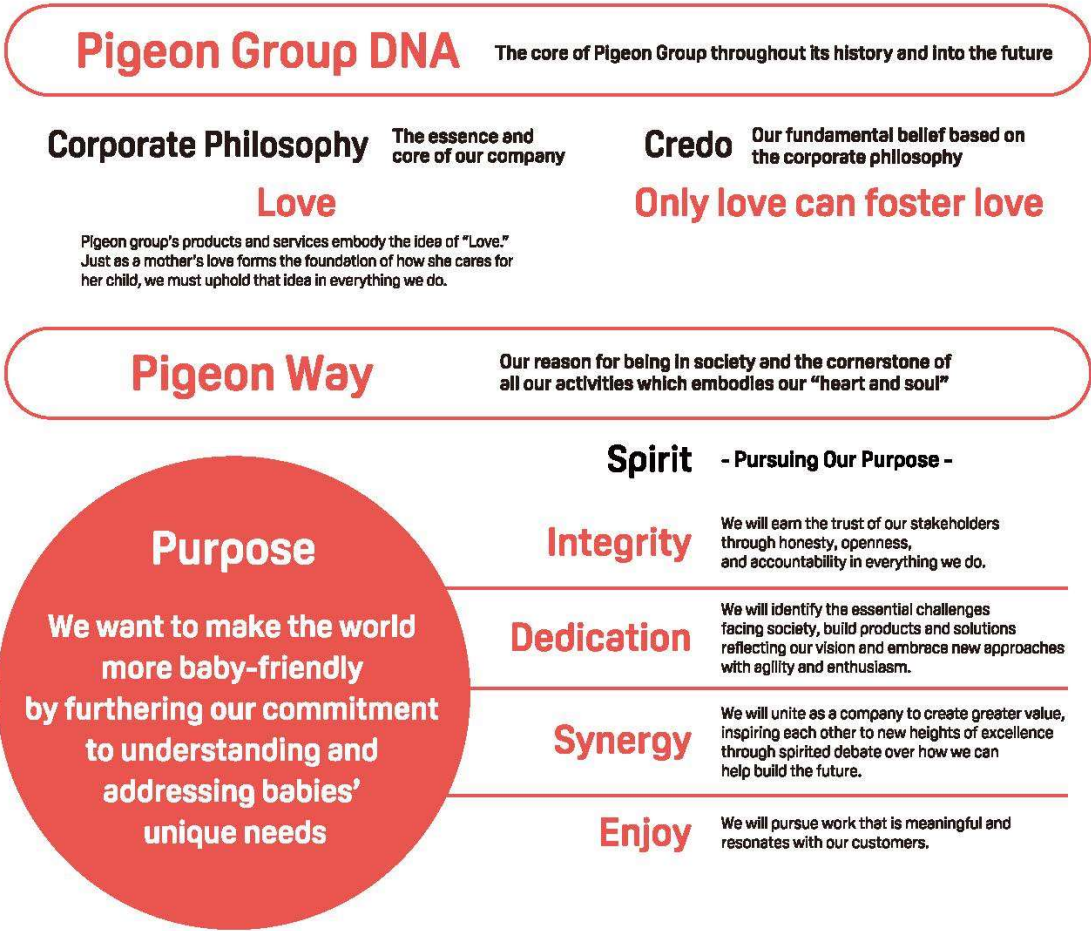 Pigeon Group DNA
The core of Pigeon Group throughout its history and into the future
Corporate Philosophy
The essence and
core of our company
Love
Pigeon group's products and services embody the idea of "Love."
Just as a mother's love forms the foundation of how she cares for
her child, we must uphold that idea in everything we do.
Credo
Our fundamental belief based on
the corporate philosophy
Only love can foster love
Pigeon Way
Our reason for being in society and the cornerstone of
all our activities which embodies our "heart and soul"
Purpose
We want to make the world
more baby-friendly
by furthering our commitment
to understanding and
addressing babies'
unique needs
Spirit
- Pursuing Our Purpose -
Integrity
We will earn the trust of our stakeholders
through honesty, openness,
and accountability in everything we do.
Dedication
We will identify the essential challenges
facing society, build products and solutions
reflecting our vision and embrace new approaches
with agility and enthusiasm.
Synergy
We will unite as a company to create greater value,
inspiring each other to new heights of excellence
through spirited debate over how we can
help build the future.
Enjoy
We will pursue work that is meaningful and
resonates with our customers.